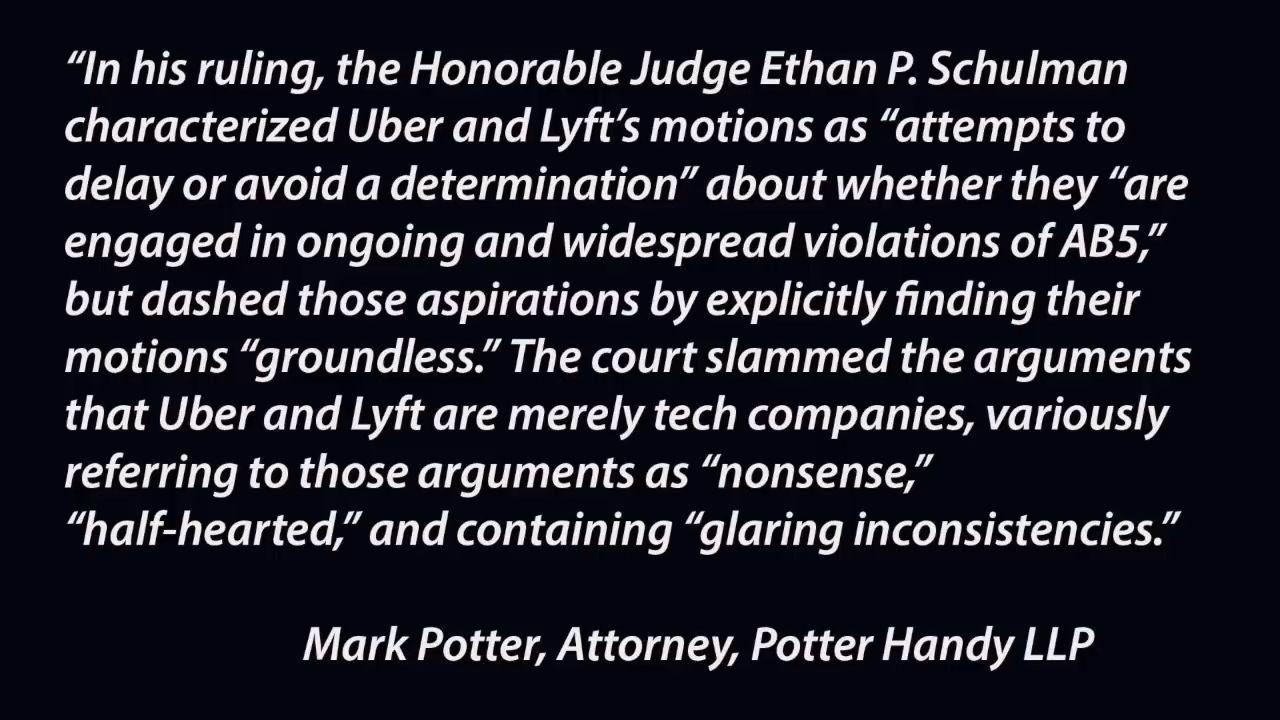 “In his ruling, the Honorable Judge Ethan P. Schulman
characterized Uber and Lyft’s motions as “attempts to
delay or avoid a determination” about whether they “are
engaged in ongoing and widespread violations of AB5,”
but dashed those aspirations by explicitly finding their
motions “groundless.” The court slammed the arguments
that Uber and Lyft are merely tech companies, variously
referring to those arguments as “nonsense,”
“half-hearted,” and containing “glaring inconsistencies.”
Mark Potter, Attorney, Potter Handy LLP